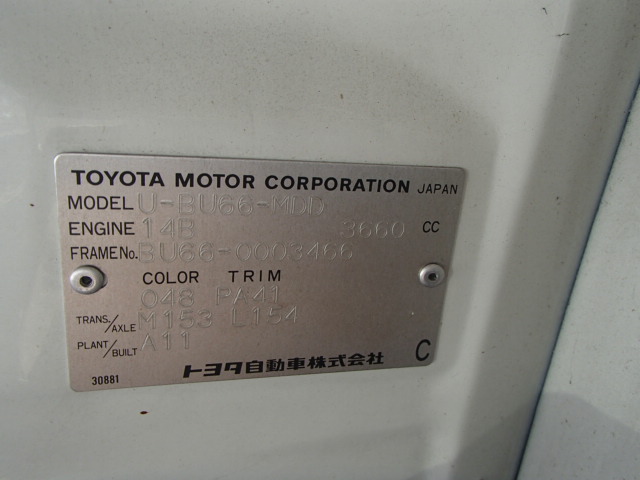 TOYOTA MOTOR CORPORATION JAPAN
MODEL U-BU66-MDD
ENGINE 14B 3660 CC
FRAME No. BU66-0003466
COLOR TRIM
048 PA41
TRANS./AXLE M153 L154
PLANT/BUILT A11
トヨタ自動車株式会社 C
30881